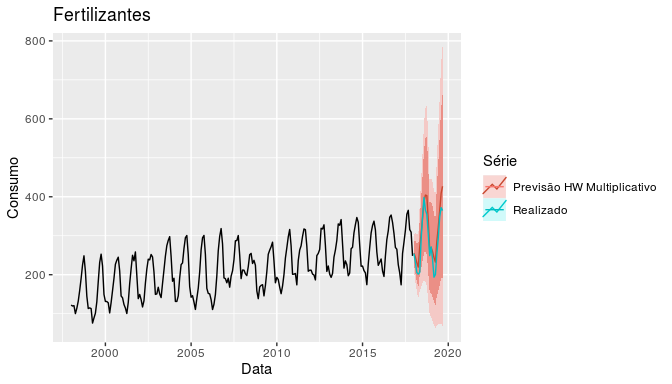 Fertilizantes
800
600
400
200
Consumo
2000
2005
2010
2015
2020
Data
Série
Previsão HW Multiplicativo
Realizado